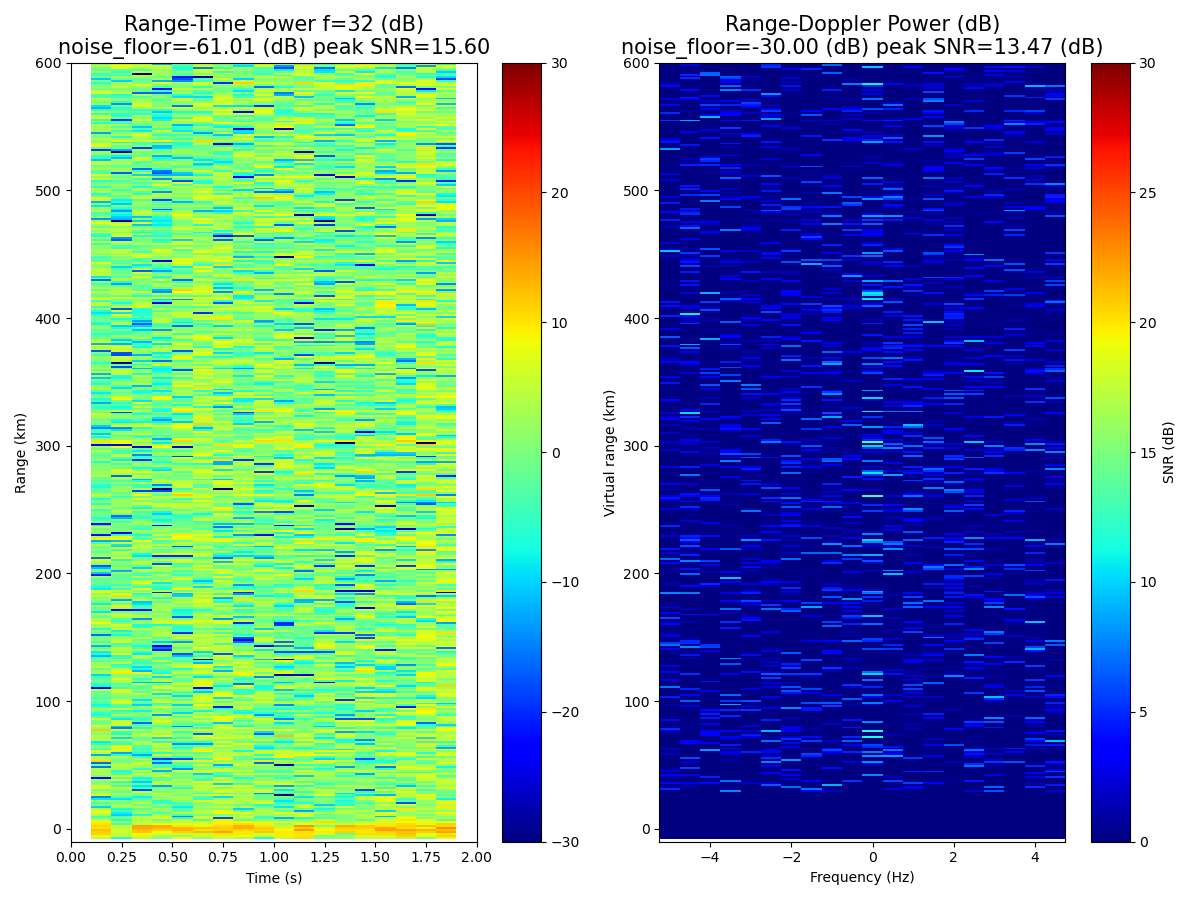 Range-Time Power f=32 (dB)
noise_floor=-61.01 (dB) peak SNR=15.60
Range-Doppler Power (dB)
noise_floor=-30.00 (dB) peak SNR=13.47 (dB)
600
500
400
300
200
100
0
Range (km)
0.00 0.25 0.50 0.75 1.00 1.25 1.50 1.75 2.00
Time (s)
30
20
10
0
−10
−20
−30
600
500
400
300
200
100
0
Virtual range (km)
−4 −2 0 2 4
Frequency (Hz)
30
25
20
15
10
5
0
SNR (dB)